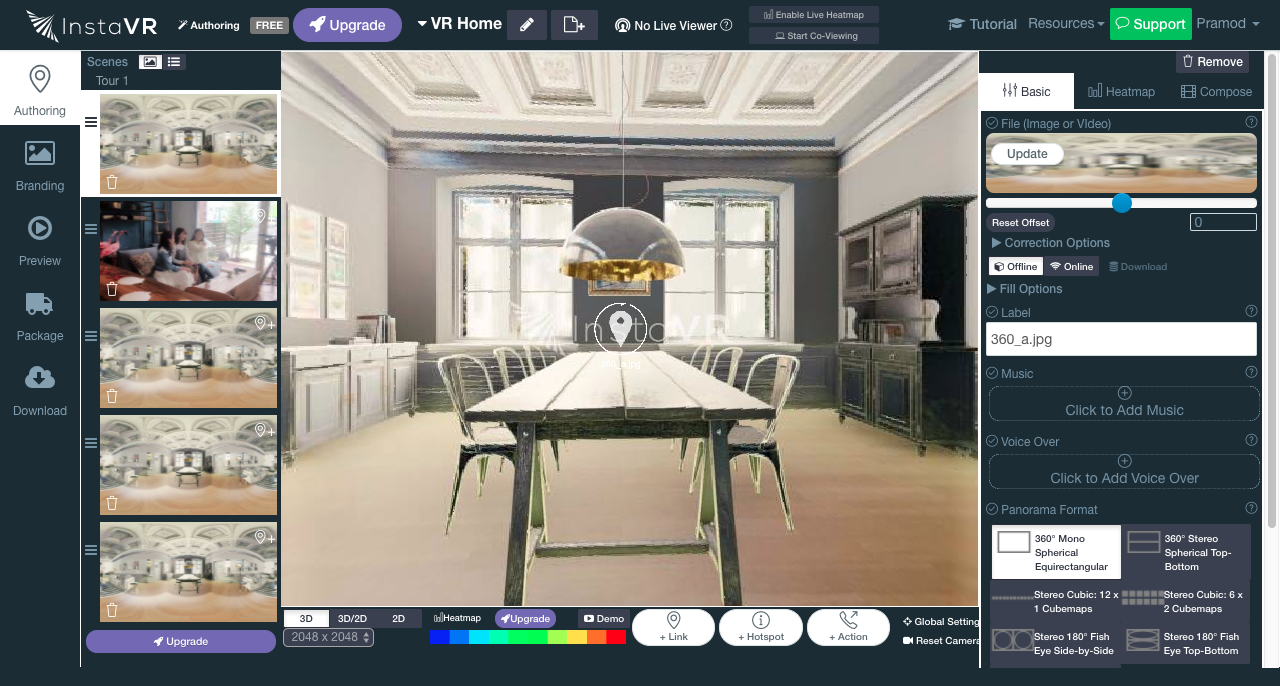 InstaVR
Authoring
FREE
Upgrade
VR Home
No Live Viewer
Enable Live Heatmap
Start Co-Viewing
Tutorial
Resources
Support
Pramod
Authoring
Branding
Preview
Package
Download
Scenes
Tour 1
Upgrade
InstaVR
360_a.jpg
3D
3D/2D
2D
2048 x 2048
Heatmap
Upgrade
Demo
+ Link
+ Hotspot
+ Action
Global Setting
Reset Camera
Remove
Basic
Heatmap
Compose
File (Image or VIdeo)
Update
Reset Offset
0
Correction Options
Offline
Online
Download
Fill Options
Label
360_a.jpg
Music
Click to Add Music
Voice Over
Click to Add Voice Over
Panorama Format
360° Mono
Spherical
Equirectangular
360° Stereo
Spherical Top-
Bottom
Stereo Cubic: 12 x
1 Cubemaps
Stereo Cubic: 6 x
2 Cubemaps
Stereo 180° Fish
Eye Side-by-Side
Stereo 180° Fish
Eye Top-Bottom